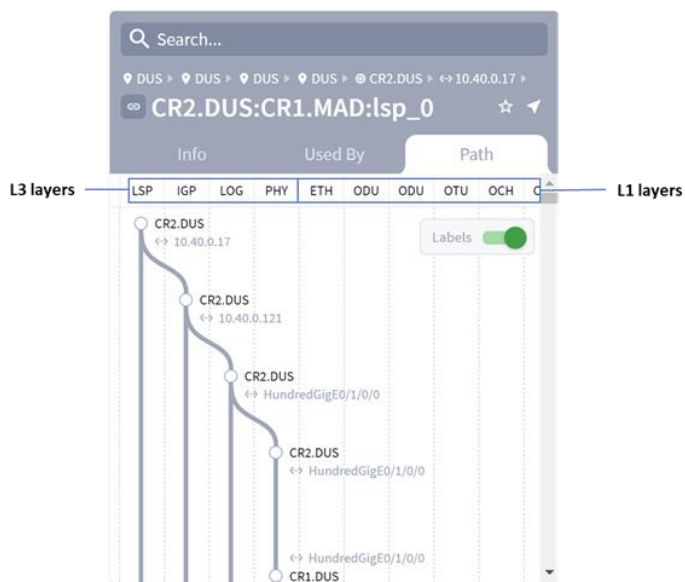 Search...
DUS ▸ DUS ▸ DUS ▸ DUS ▸ CR2.DUS ▸ 10.40.0.17 ▸
CR2.DUS:CR1.MAD:lsp_0
Info Used By Path
L3 layers LSP IGP LOG PHY ETH ODU ODU OTU OCH L1 layers
CR2.DUS
10.40.0.17
Labels
CR2.DUS
10.40.0.121
CR2.DUS
HundredGigE0/1/0/0
CR2.DUS
HundredGigE0/1/0/0
HundredGigE0/1/0/0
CR1.DUS